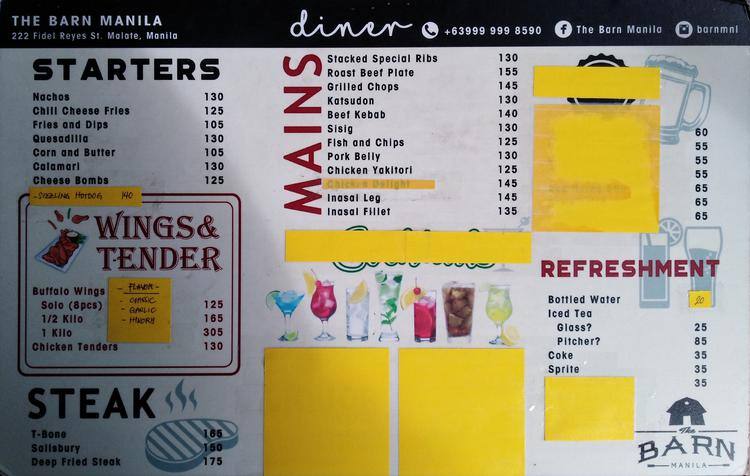 THE BARN MANILA
222 Fidel Reyes St. Malate, Manila
diner
+63999 999 8590
The Barn Manila
barnmnl
STARTERS
Nachos 130
Chili Cheese Fries 125
Fries and Dips 105
Quesadilla 130
Corn and Butter 105
Calamari 130
Cheese Bombs 125
-SIZZLING HOTDOG 140
WINGS& TENDER
Buffalo Wings
Solo (8pcs) 125
1/2 Kilo 165
1 Kilo 305
Chicken Tenders 130
- FLAVOR -
- CLASSIC
- GARLIC
- HICKORY
STEAK
T-Bone 165
Salisbury 150
Deep Fried Steak 175
MAINS
Stacked Special Ribs 130
Roast Beef Plate 155
Grilled Chops 145
Katsudon 130
Beef Kebab 140
Sisig 130
Fish and Chips 125
Pork Belly 130
Chicken Yakitori 125
Chicken Delight 145
Inasal Leg 145
Inasal Fillet 135
60
55
55
55
65
65
65
REFRESHMENT
Bottled Water 20
Iced Tea
Glass? 25
Pitcher? 85
Coke 35
Sprite 35
35
The
BARN
MANILA